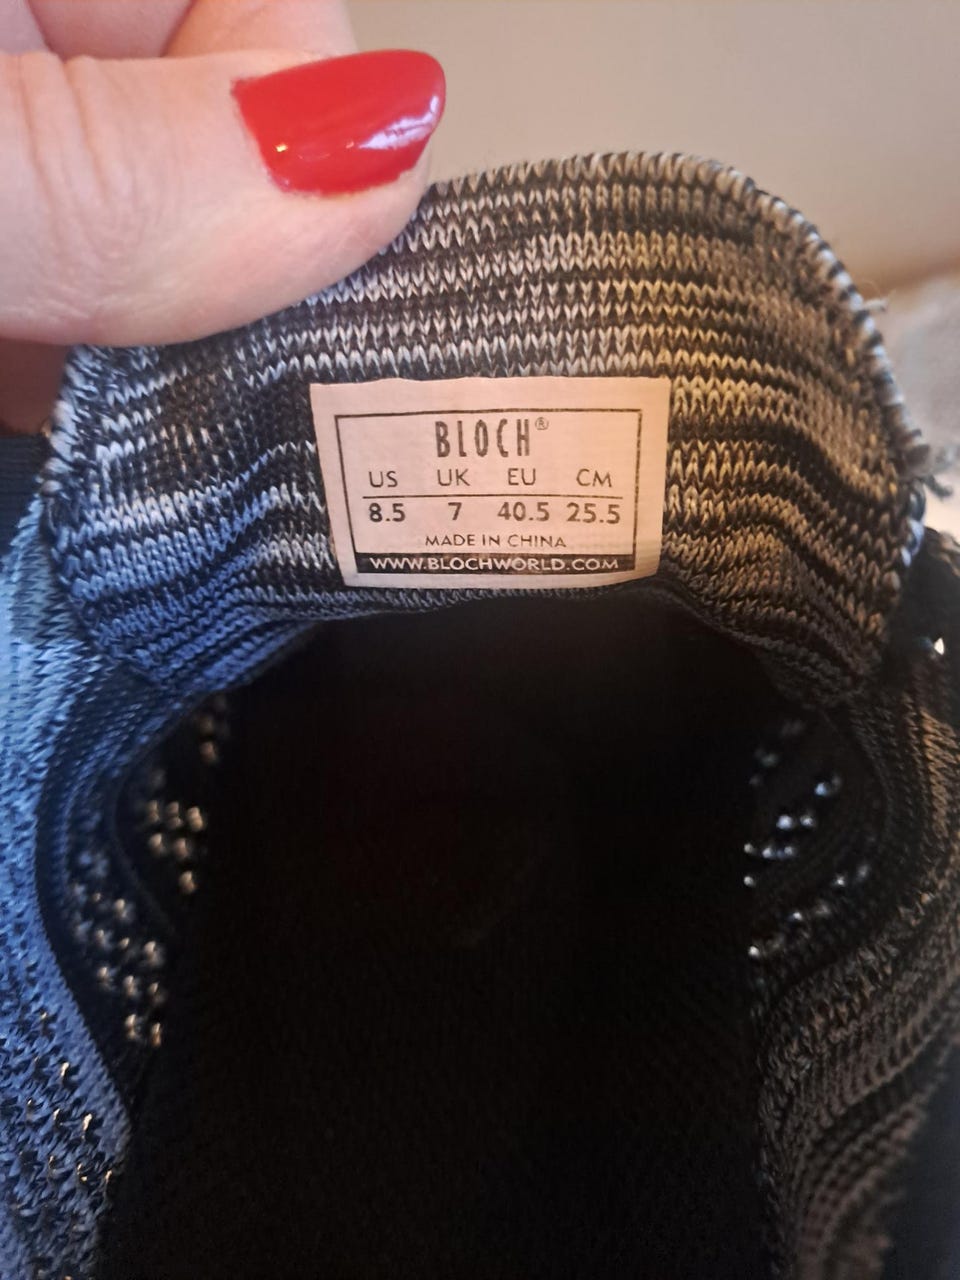 BLOCH®
US UK EU CM
8.5 7 40.5 25.5
MADE IN CHINA
WWW.BLOCHWORLD.COM